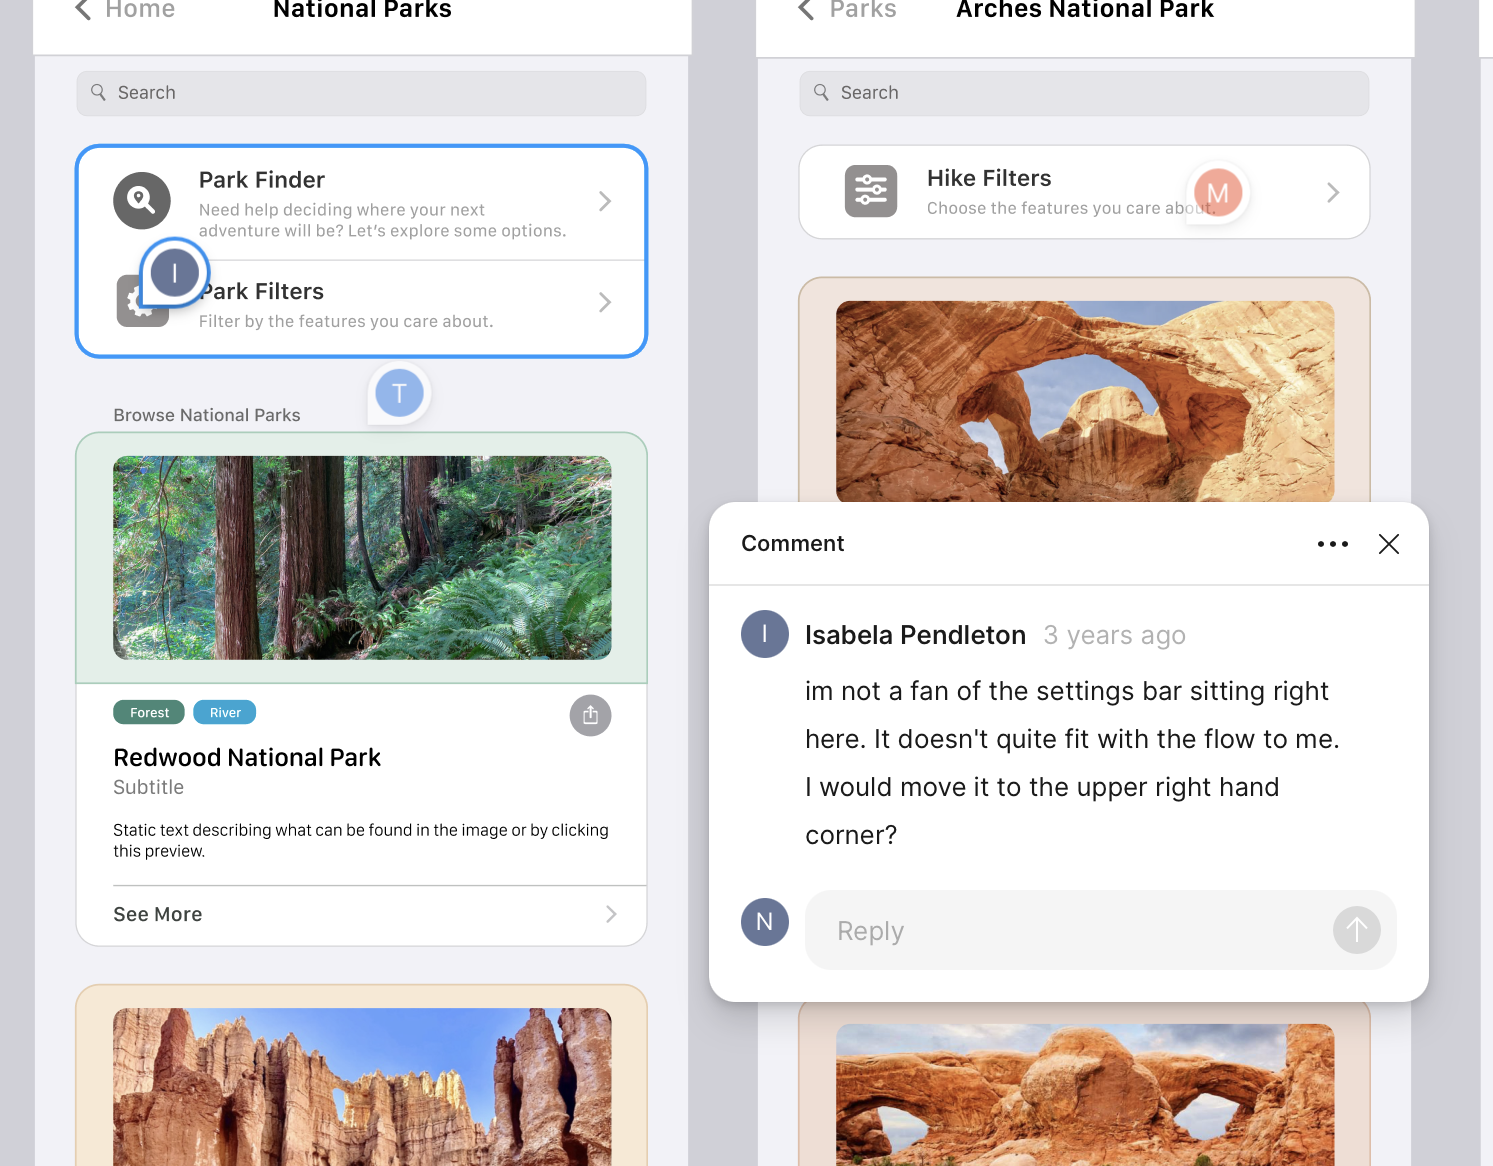 Home
National Parks
Search
Park Finder
Need help deciding where your next
adventure will be? Let's explore some options.
I
Park Filters
Filter by the features you care about.
T
Browse National Parks
Forest
River
Redwood National Park
Subtitle
Static text describing what can be found in the image or by clicking
this preview.
See More
Parks
Arches National Park
Search
Hike Filters
Choose the features you care about.
M
Comment
I
Isabela Pendleton 3 years ago
im not a fan of the settings bar sitting right
here. It doesn't quite fit with the flow to me.
I would move it to the upper right hand
corner?
N
Reply